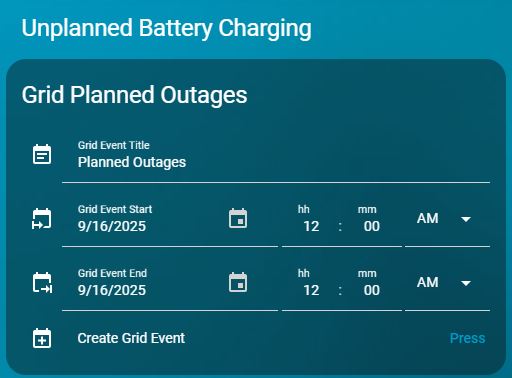 Unplanned Battery Charging
Grid Planned Outages
Grid Event Title
Planned Outages
Grid Event Start hh mm
9/16/2025 12 : 00 AM
Grid Event End hh mm
9/16/2025 12 : 00 AM
Create Grid Event Press